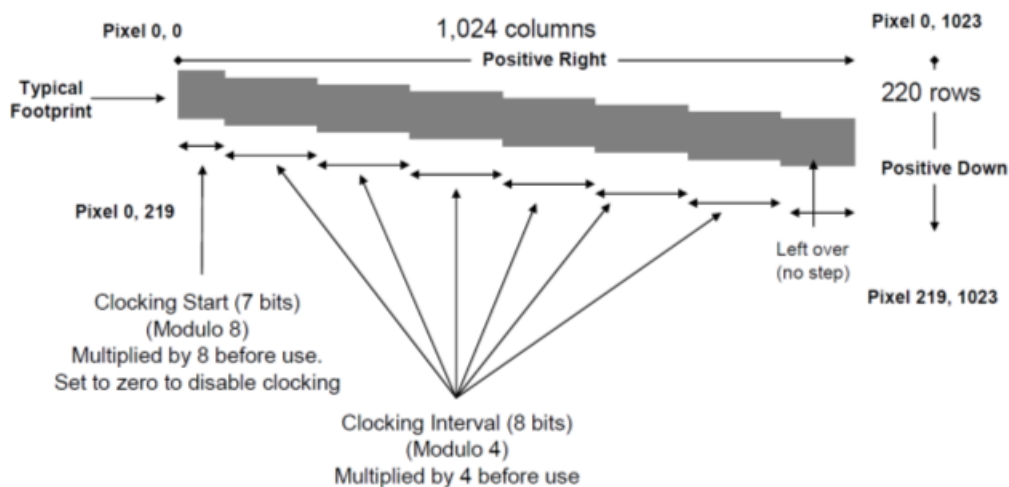 Pixel 0, 0
1,024 columns
Pixel 0, 1023
Positive Right
Typical
Footprint
220 rows
Positive Down
Pixel 0, 219
Left over
(no step)
Pixel 219, 1023
Clocking Start (7 bits)
(Modulo 8)
Multiplied by 8 before use.
Set to zero to disable clocking
Clocking Interval (8 bits)
(Modulo 4)
Multiplied by 4 before use